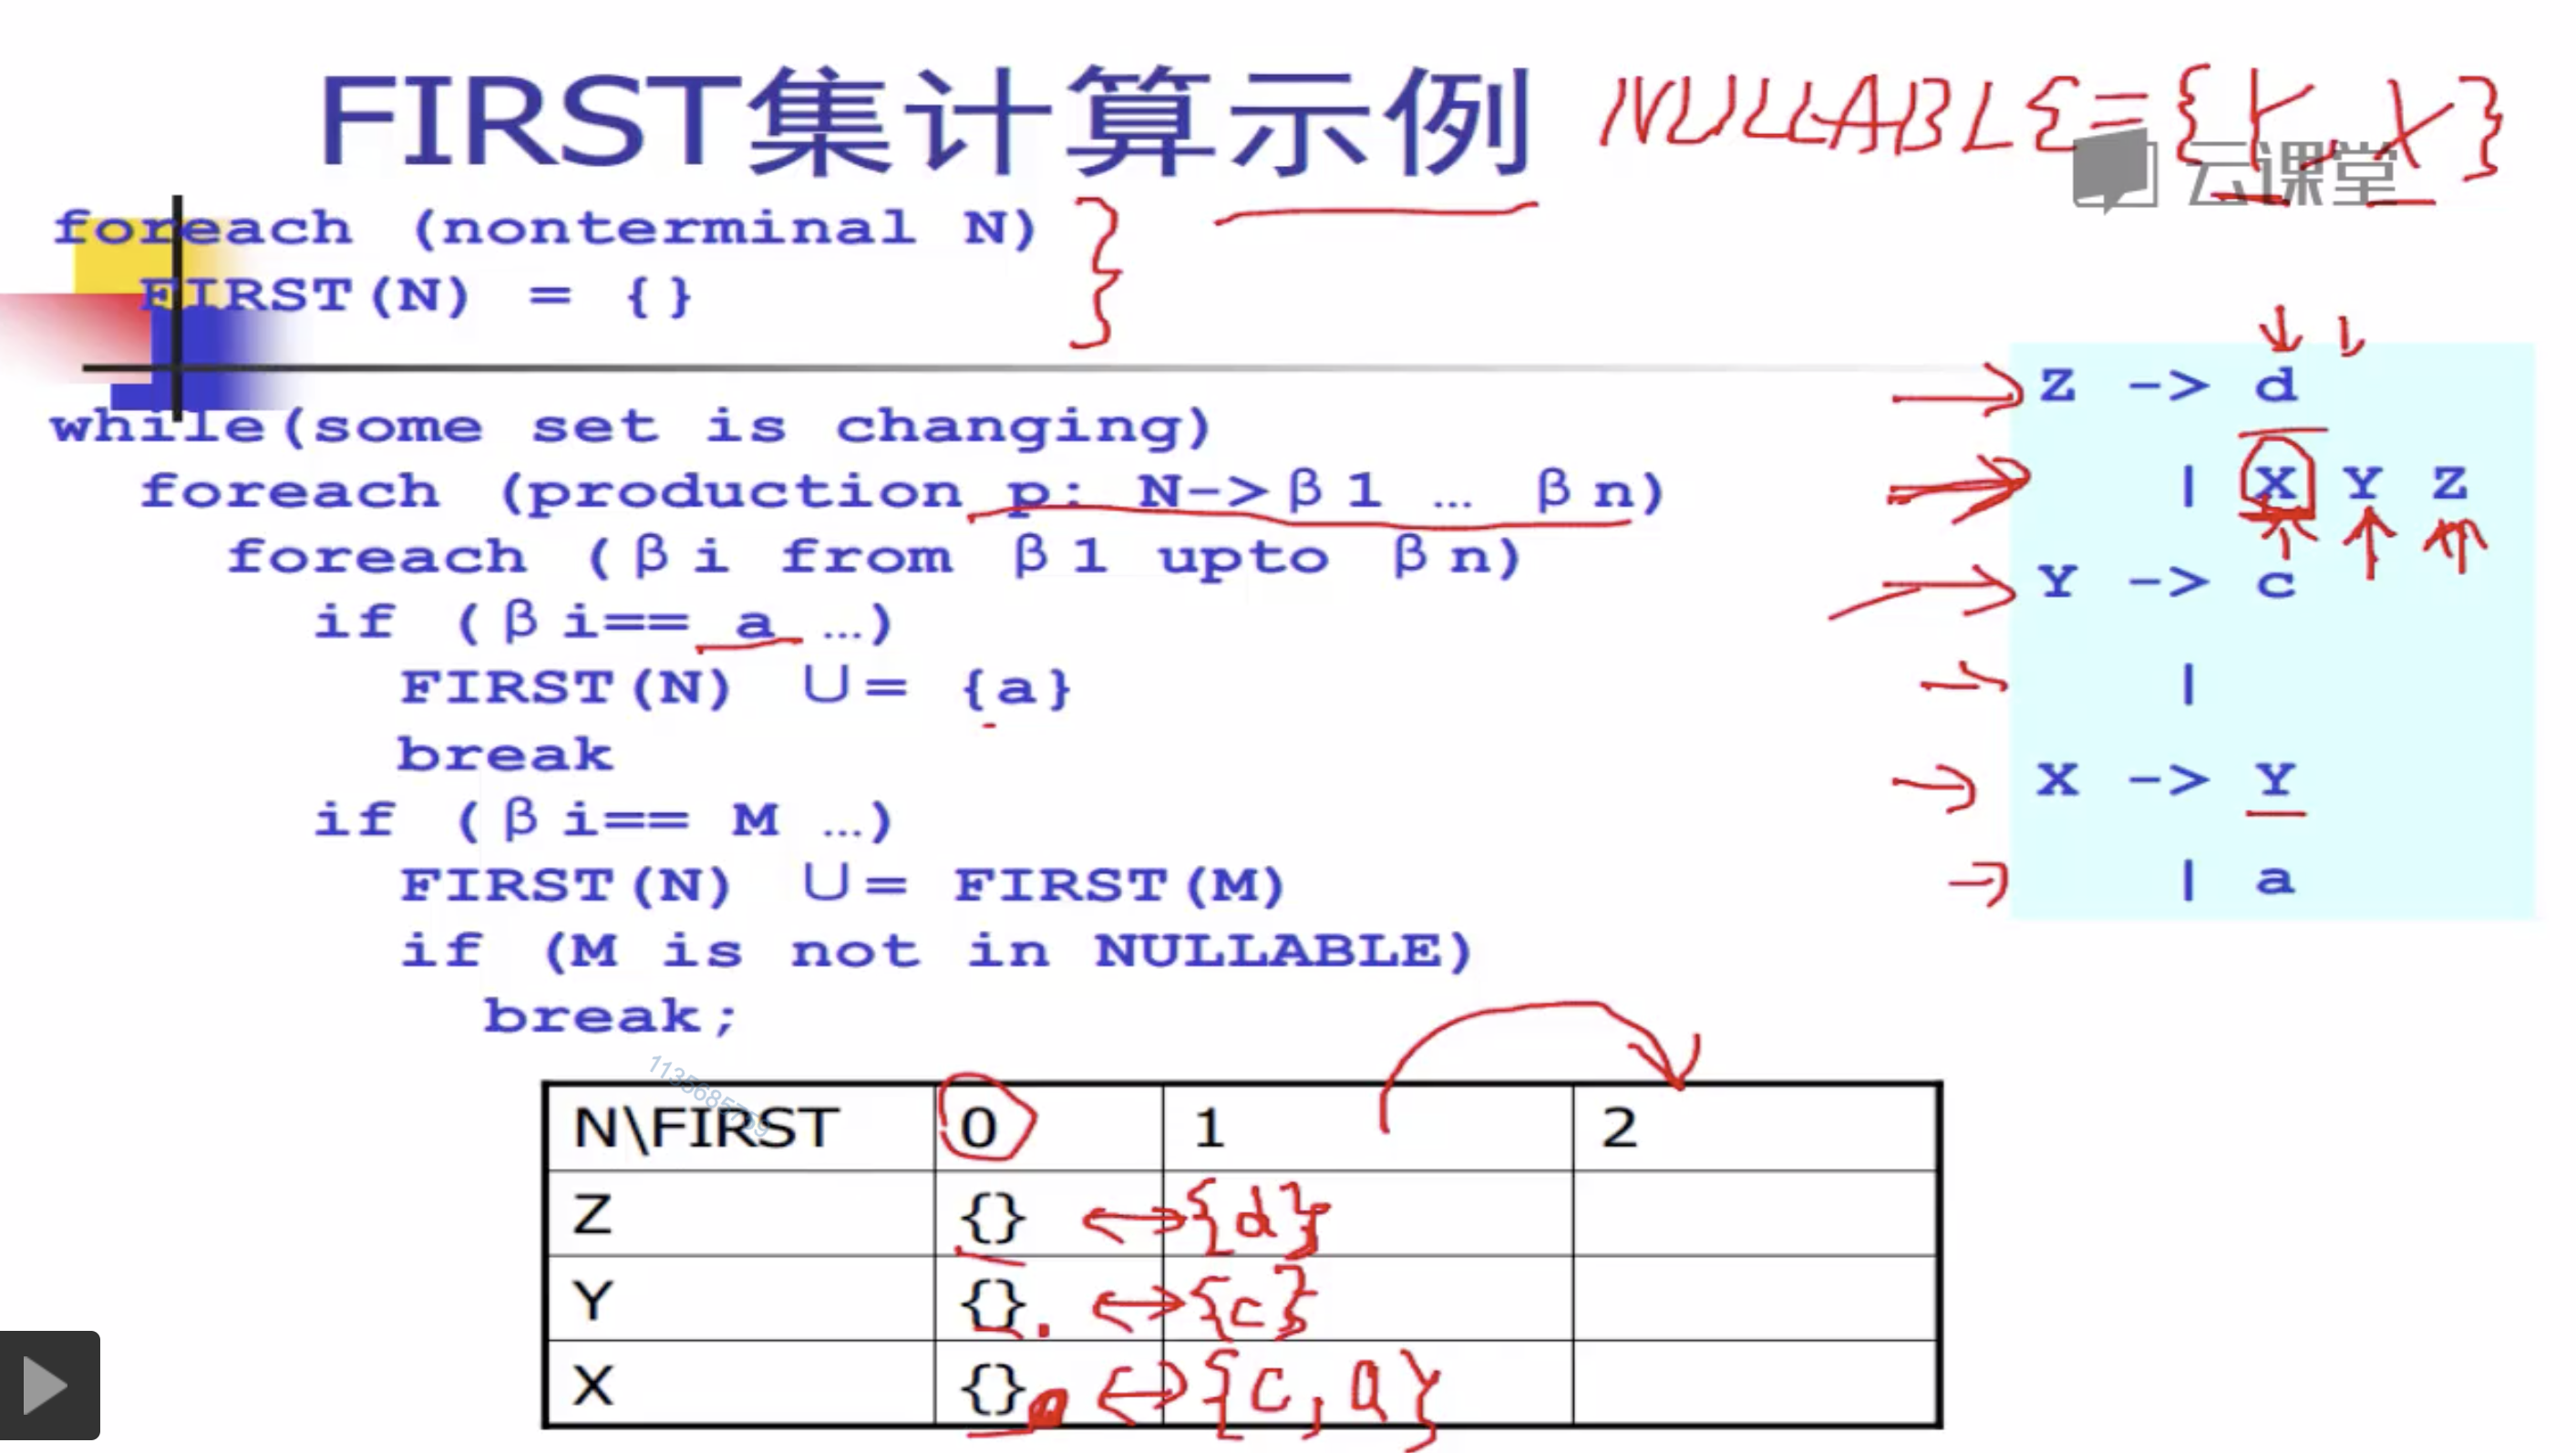 FIRST集计算示例
NULLABLE={Y, X}
云课堂
foreach (nonterminal N)
FIRST(N) = {}
while(some set is changing)
foreach (production p: N->β1 … βn)
foreach (βi from β1 upto βn)
if (βi== a …)
FIRST(N) ∪= {a}
break
if (βi== M …)
FIRST(N) ∪= FIRST(M)
if (M is not in NULLABLE)
break;
Z -> d
| X Y Z
Y -> c
|
X -> Y
| a
1135685759
N\FIRST 0 1 2
Z {} {d}
Y {} {c}
X {} {c, a}